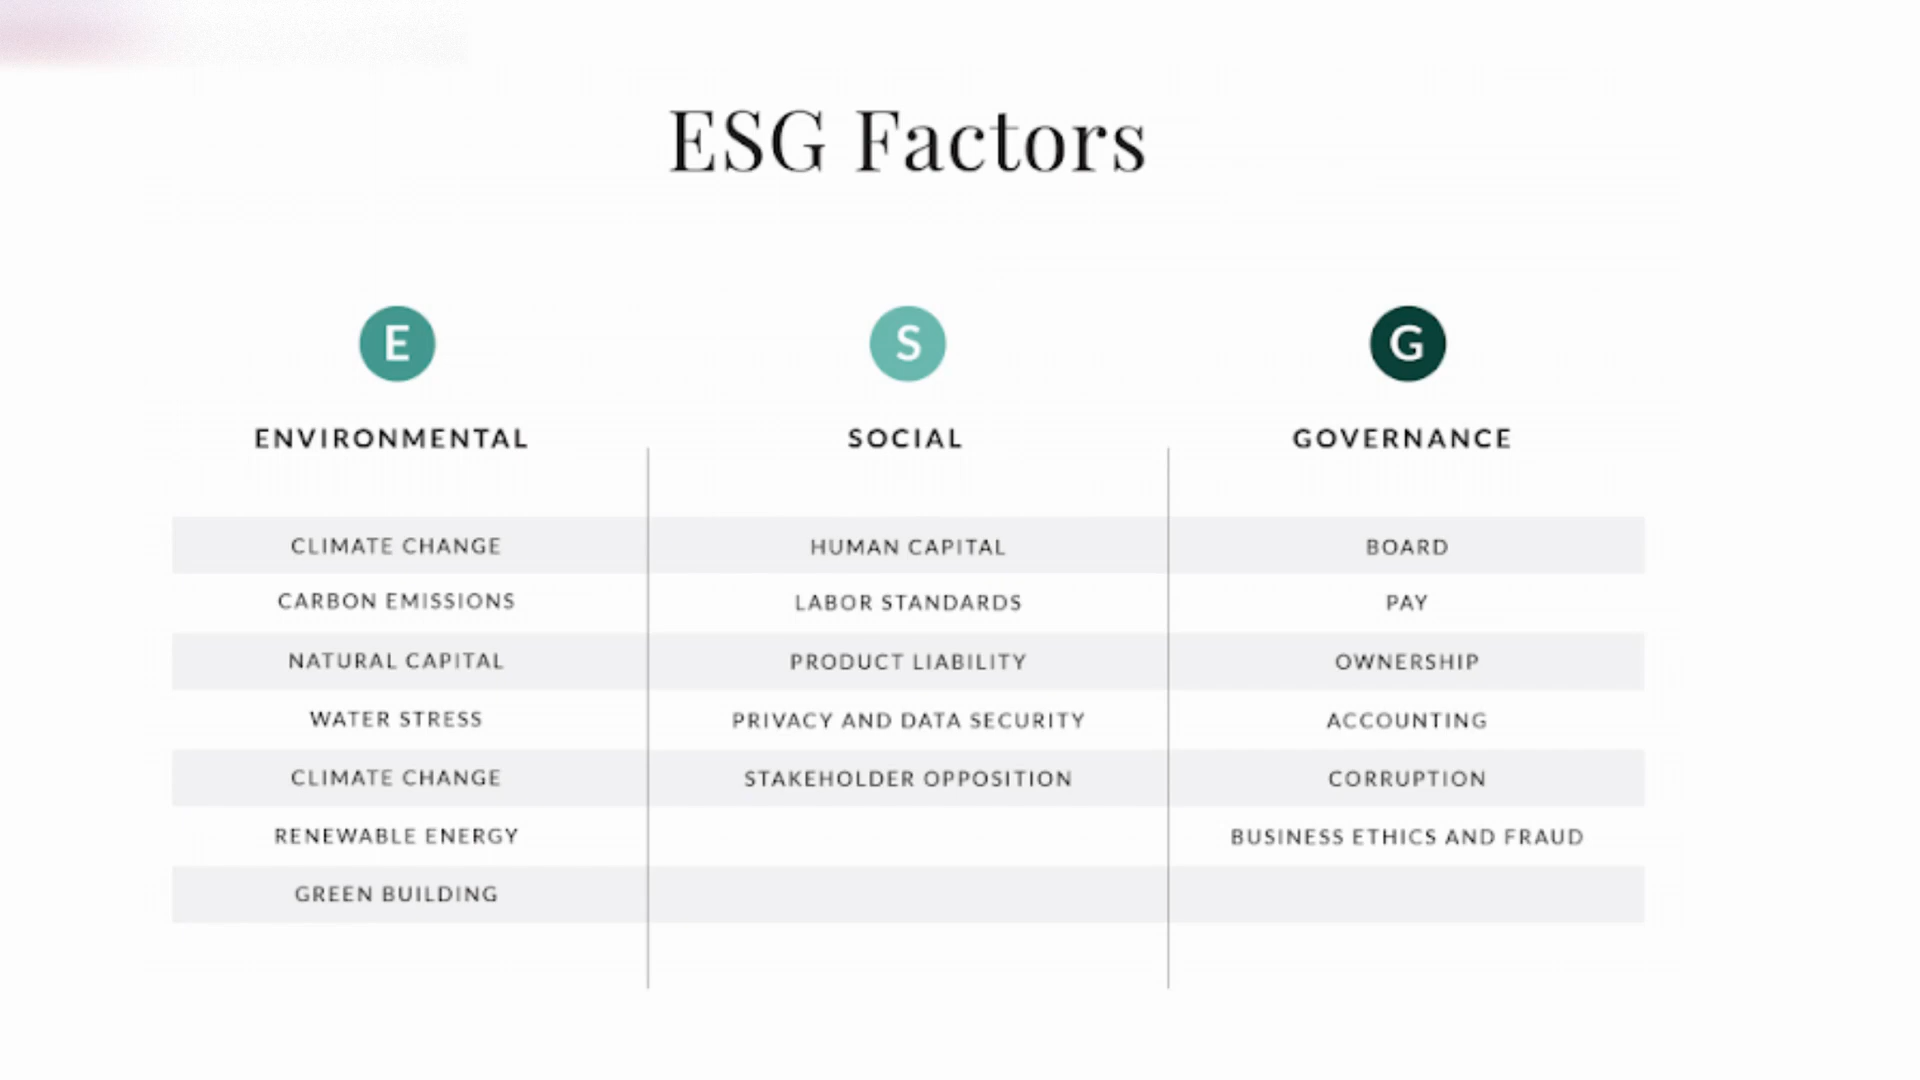 ESG Factors
E
S
G
ENVIRONMENTAL
SOCIAL
GOVERNANCE
CLIMATE CHANGE
HUMAN CAPITAL
BOARD
CARBON EMISSIONS
LABOR STANDARDS
PAY
NATURAL CAPITAL
PRODUCT LIABILITY
OWNERSHIP
WATER STRESS
PRIVACY AND DATA SECURITY
ACCOUNTING
CLIMATE CHANGE
STAKEHOLDER OPPOSITION
CORRUPTION
RENEWABLE ENERGY
BUSINESS ETHICS AND FRAUD
GREEN BUILDING